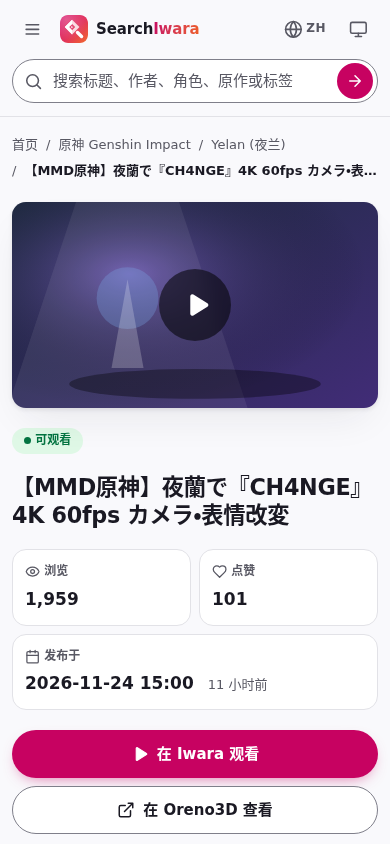 SearchIwara
ZH
搜索标题、作者、角色、原作或标签
首页 / 原神 Genshin Impact / Yelan (夜兰)
/ 【MMD原神】夜蘭で『CH4NGE』4K 60fps カメラ•表...
可观看
【MMD原神】夜蘭で『CH4NGE』
4K 60fps カメラ•表情改変
浏览
1,959
点赞
101
发布于
2026-11-24 15:00 11 小时前
在 Iwara 观看
在 Oreno3D 查看